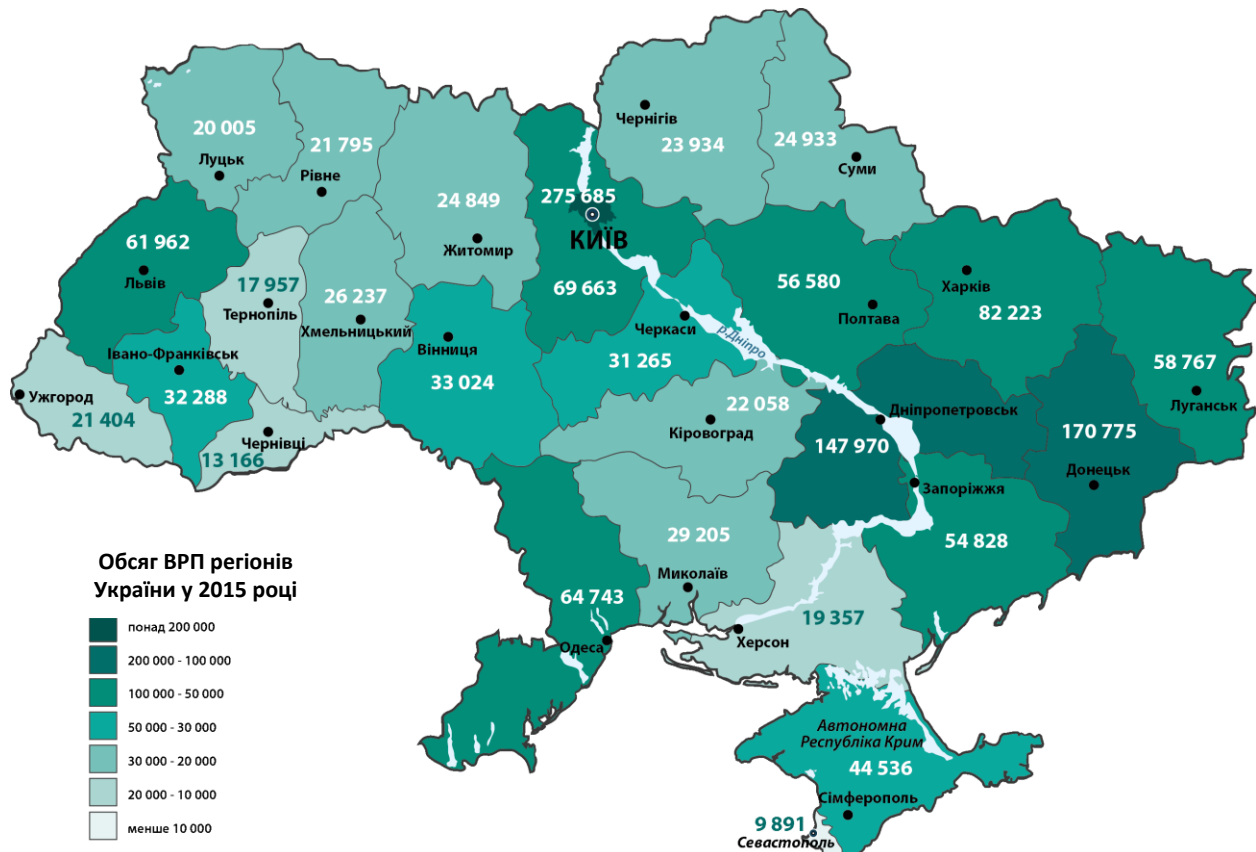 20 005
Луцьк
21 795
Рівне
24 849
Житомир
275 685
КИЇВ
69 663
Чернігів
23 934
24 933
Суми
61 962
Львів
17 957
Тернопіль
26 237
Хмельницький
Вінниця
33 024
Черкаси
31 265
р.Дніпро
56 580
Полтава
Харків
82 223
58 767
Луганськ
Івано-Франківськ
32 288
Ужгород
21 404
Чернівці
13 166
22 058
Кіровоград
Дніпропетровськ
147 970
170 775
Донецьк
Запоріжжя
54 828
29 205
Миколаїв
64 743
Одеса
Херсон
19 357
Автономна
Республіка Крим
44 536
Сімферополь
9 891
Севастополь
Обсяг ВРП регіонів
України у 2015 році
понад 200 000
200 000 - 100 000
100 000 - 50 000
50 000 - 30 000
30 000 - 20 000
20 000 - 10 000
менше 10 000